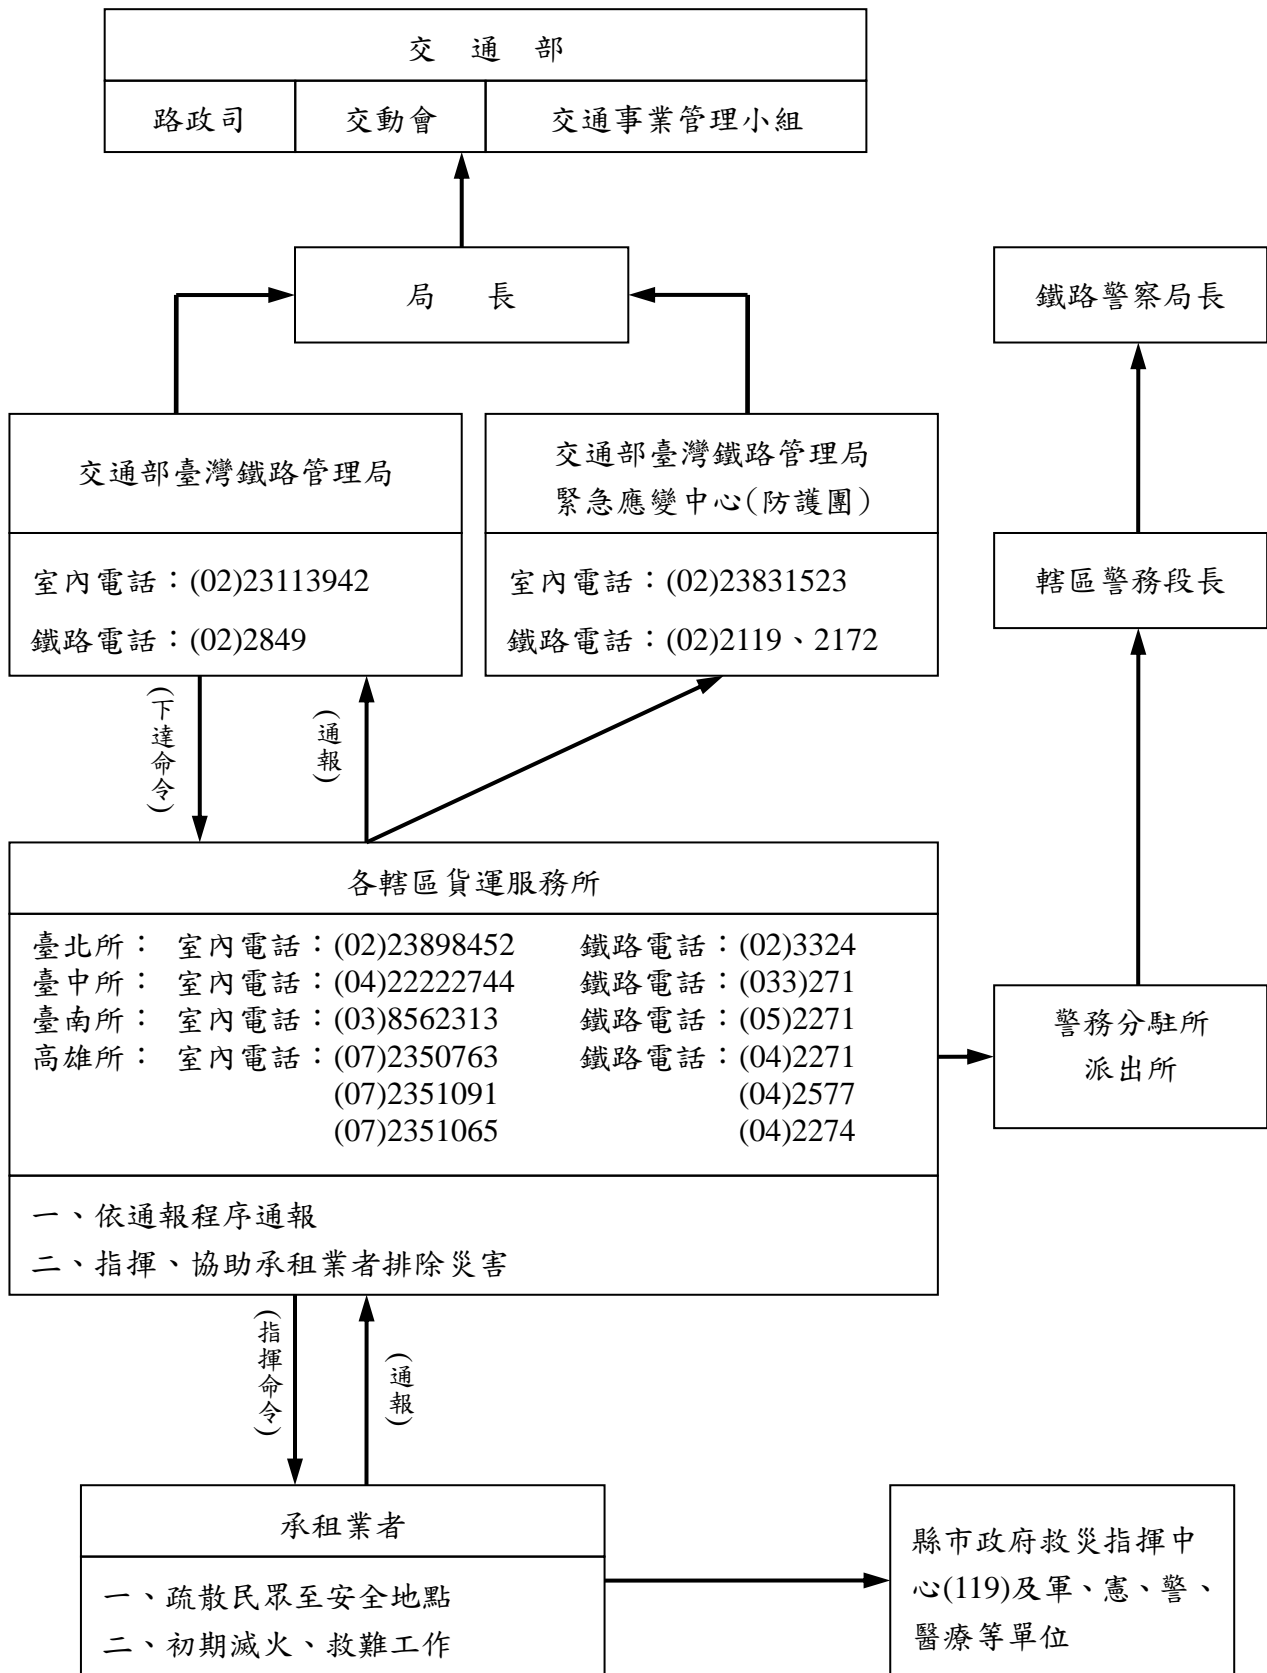 交　通　部
路政司　交動會　交通事業管理小組
局　　長
鐵路警察局長
交通部臺灣鐵路管理局
室內電話：(02)23113942
鐵路電話：(02)2849
交通部臺灣鐵路管理局
緊急應變中心(防護團)
室內電話：(02)23831523
鐵路電話：(02)2119、2172
轄區警務段長
(下達命令)
(通報)
各轄區貨運服務所
臺北所：　室內電話：(02)23898452　鐵路電話：(02)3324
臺中所：　室內電話：(04)22222744　鐵路電話：(033)271
臺南所：　室內電話：(03)8562313　鐵路電話：(05)2271
高雄所：　室內電話：(07)2350763　鐵路電話：(04)2271
(07)2351091　(04)2577
(07)2351065　(04)2274
一、依通報程序通報
二、指揮、協助承租業者排除災害
警務分駐所
派出所
(指揮命令)
(通報)
承租業者
一、疏散民眾至安全地點
二、初期滅火、救難工作
縣市政府救災指揮中
心(119)及軍、憲、警、
醫療等單位